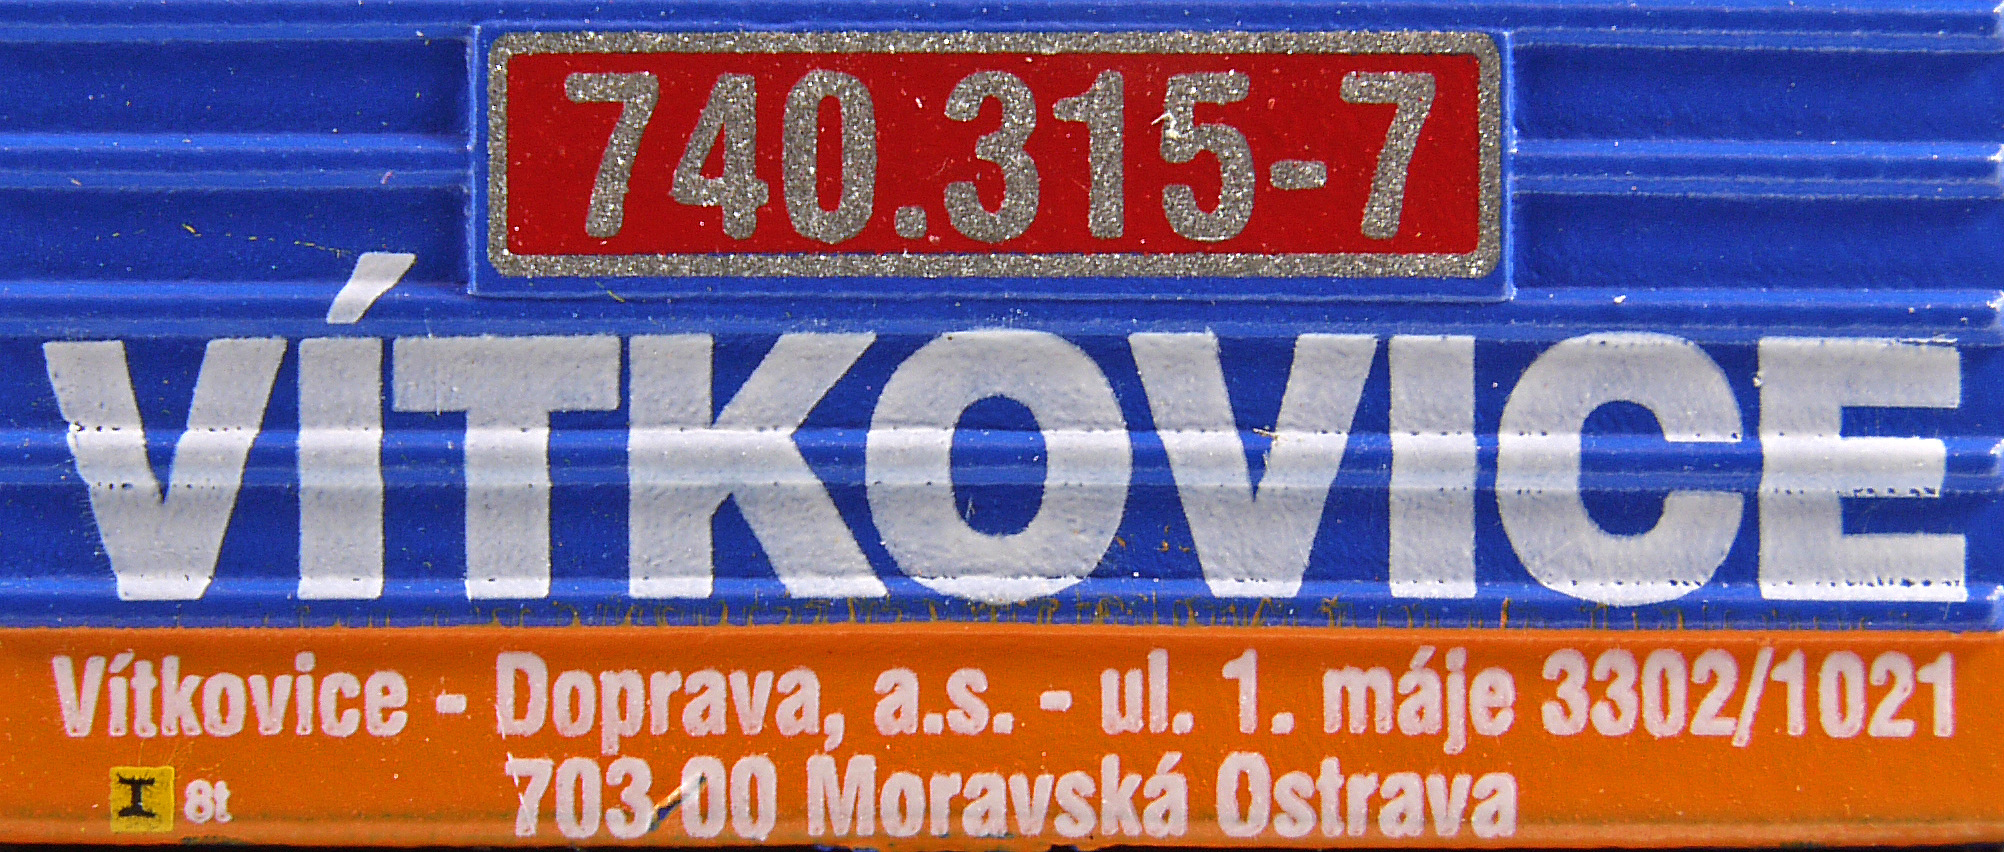 740.315-7
VÍTKOVICE
Vítkovice - Doprava, a.s. - ul. 1. máje 3302/1021
703 00 Moravská Ostrava
I 8t